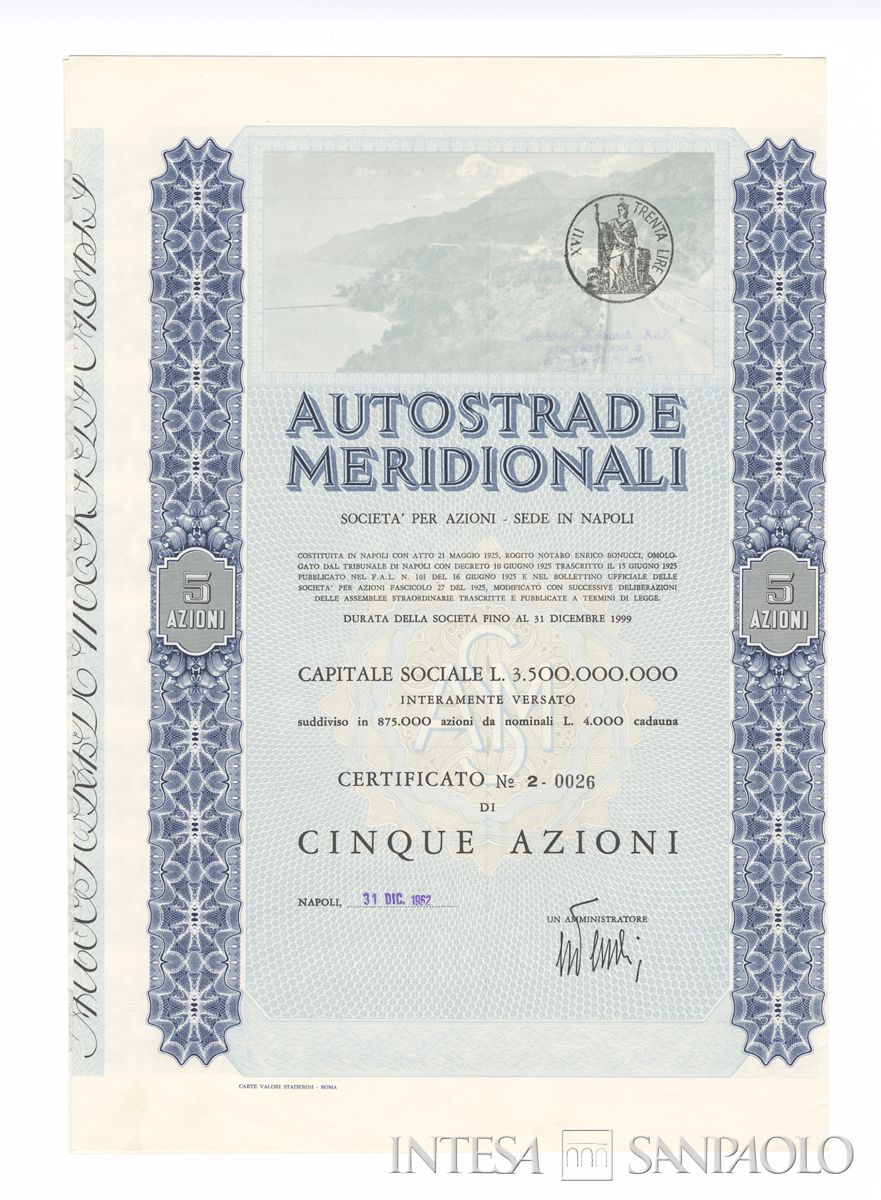 XVII TRENTA LIRE
AUTOSTRADE
MERIDIONALI
SOCIETA' PER AZIONI - SEDE IN NAPOLI
COSTITUITA IN NAPOLI CON ATTO 21 MAGGIO 1925, ROGITO NOTARO ENRICO BONUCCI, OMOLO-
GATO DAL TRIBUNALE DI NAPOLI CON DECRETO 10 GIUGNO 1925 TRASCRITTO IL 15 GIUGNO 1925
PUBBLICATO NEL F.A.L. N. 101 DEL 16 GIUGNO 1925 E NEL BOLLETTINO UFFICIALE DELLE
SOCIETA' PER AZIONI FASCICOLO 27 DEL 1925, MODIFICATO CON SUCCESSIVE DELIBERAZIONI
DELLE ASSEMBLEE STRAORDINARIE TRASCRITTE E PUBBLICATE A TERMINI DI LEGGE.
DURATA DELLA SOCIETÀ FINO AL 31 DICEMBRE 1999
5
AZIONI
5
AZIONI
CAPITALE SOCIALE L. 3.500.000.000
INTERAMENTE VERSATO
suddiviso in 875.000 azioni da nominali L. 4.000 cadauna
ASM
CERTIFICATO Nº 2 - 0026
DI
CINQUE AZIONI
NAPOLI, 31 DIC. 1962
UN AMMINISTRATORE
CARTE VALORI STADERINI - ROMA
INTESA SANPAOLO